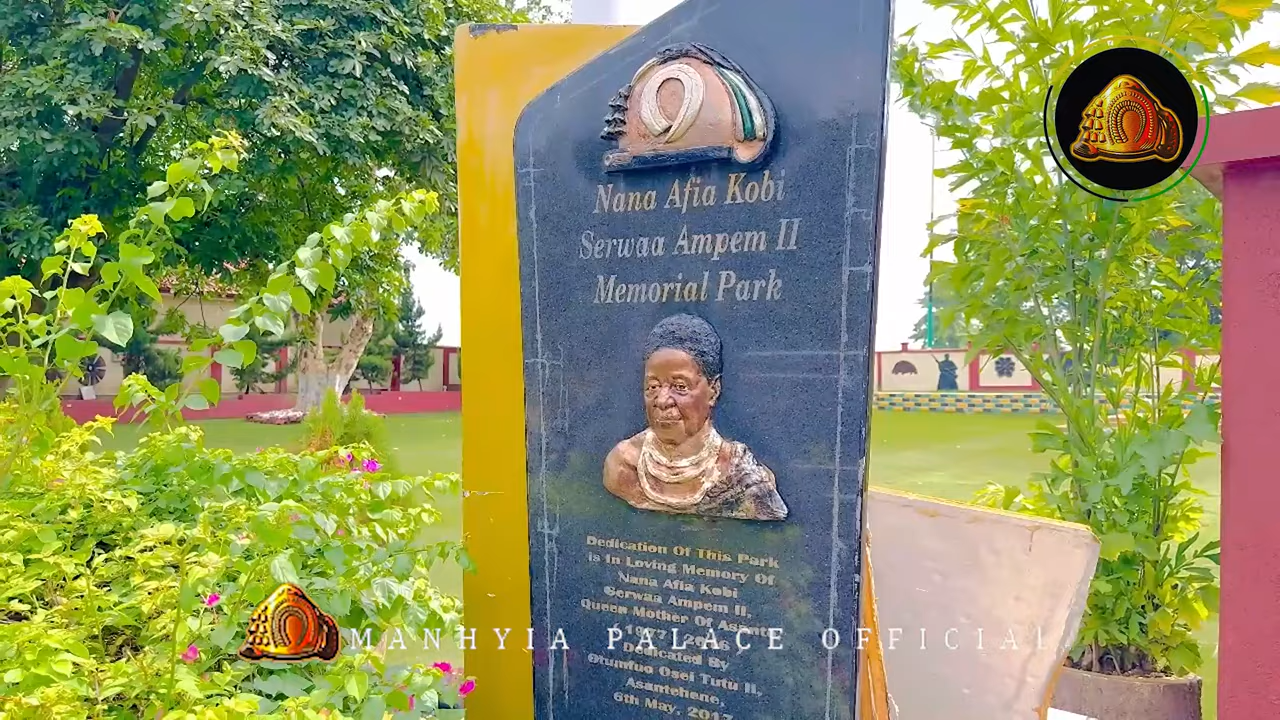 Nana Afia Kobi
Serwaa Ampem II
Memorial Park
Dedication Of This Park
is In Loving Memory Of
Nana Afia Kobi
Serwaa Ampem II,
Queen Mother Of Asante
MANHYIA PALACE OFFICIAL
Dedicated By
Otumfuo Osei Tutu II,
Asantehene,
6th May, 2017